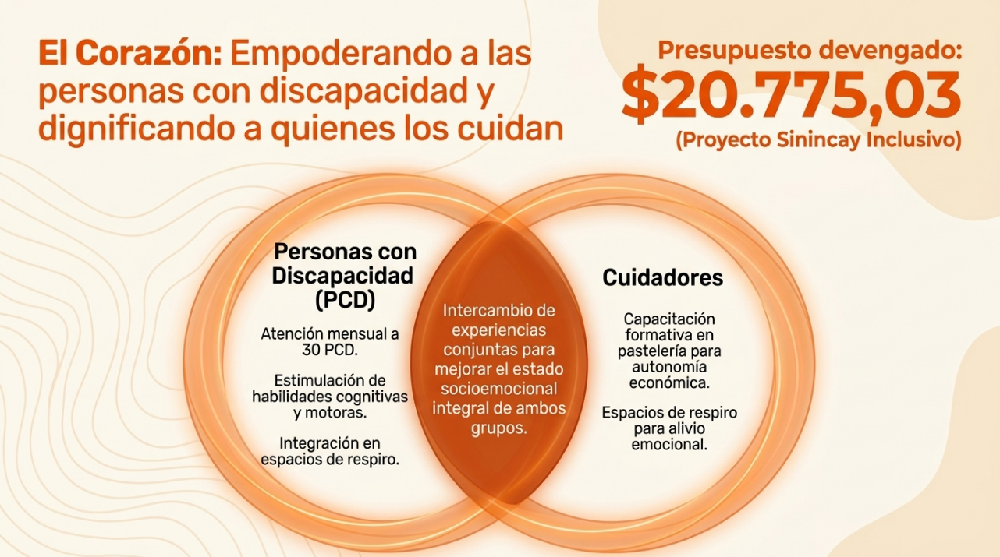 El Corazón: Empoderando a las
personas con discapacidad y
dignificando a quienes los cuidan
Presupuesto devengado:
$20.775,03
(Proyecto Sinincay Inclusivo)
Personas con
Discapacidad
(PCD)
Atención mensual a
30 PCD.
Estimulación de
habilidades cognitivas
y motoras.
Integración en
espacios de respiro.
Intercambio de
experiencias
conjuntas para
mejorar el estado
socioemocional
integral de ambos
grupos.
Cuidadores
Capacitación
formativa en
pastelería para
autonomía
económica.
Espacios de respiro
para alivio
emocional.